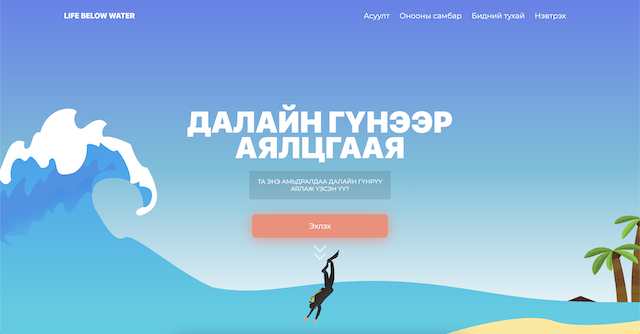 LIFE BELOW WATER
Асуулт Онооны самбар Бидний тухай Нэвтрэх
ДАЛАЙН ГҮНЭЭР
АЯЛЦГААЯ
ТА ЭНЭ АМЬДРАЛДАА ДАЛАЙН ГҮНРҮҮ
АЯЛАЖ ҮЗСЭН ҮҮ?
Эхлэх